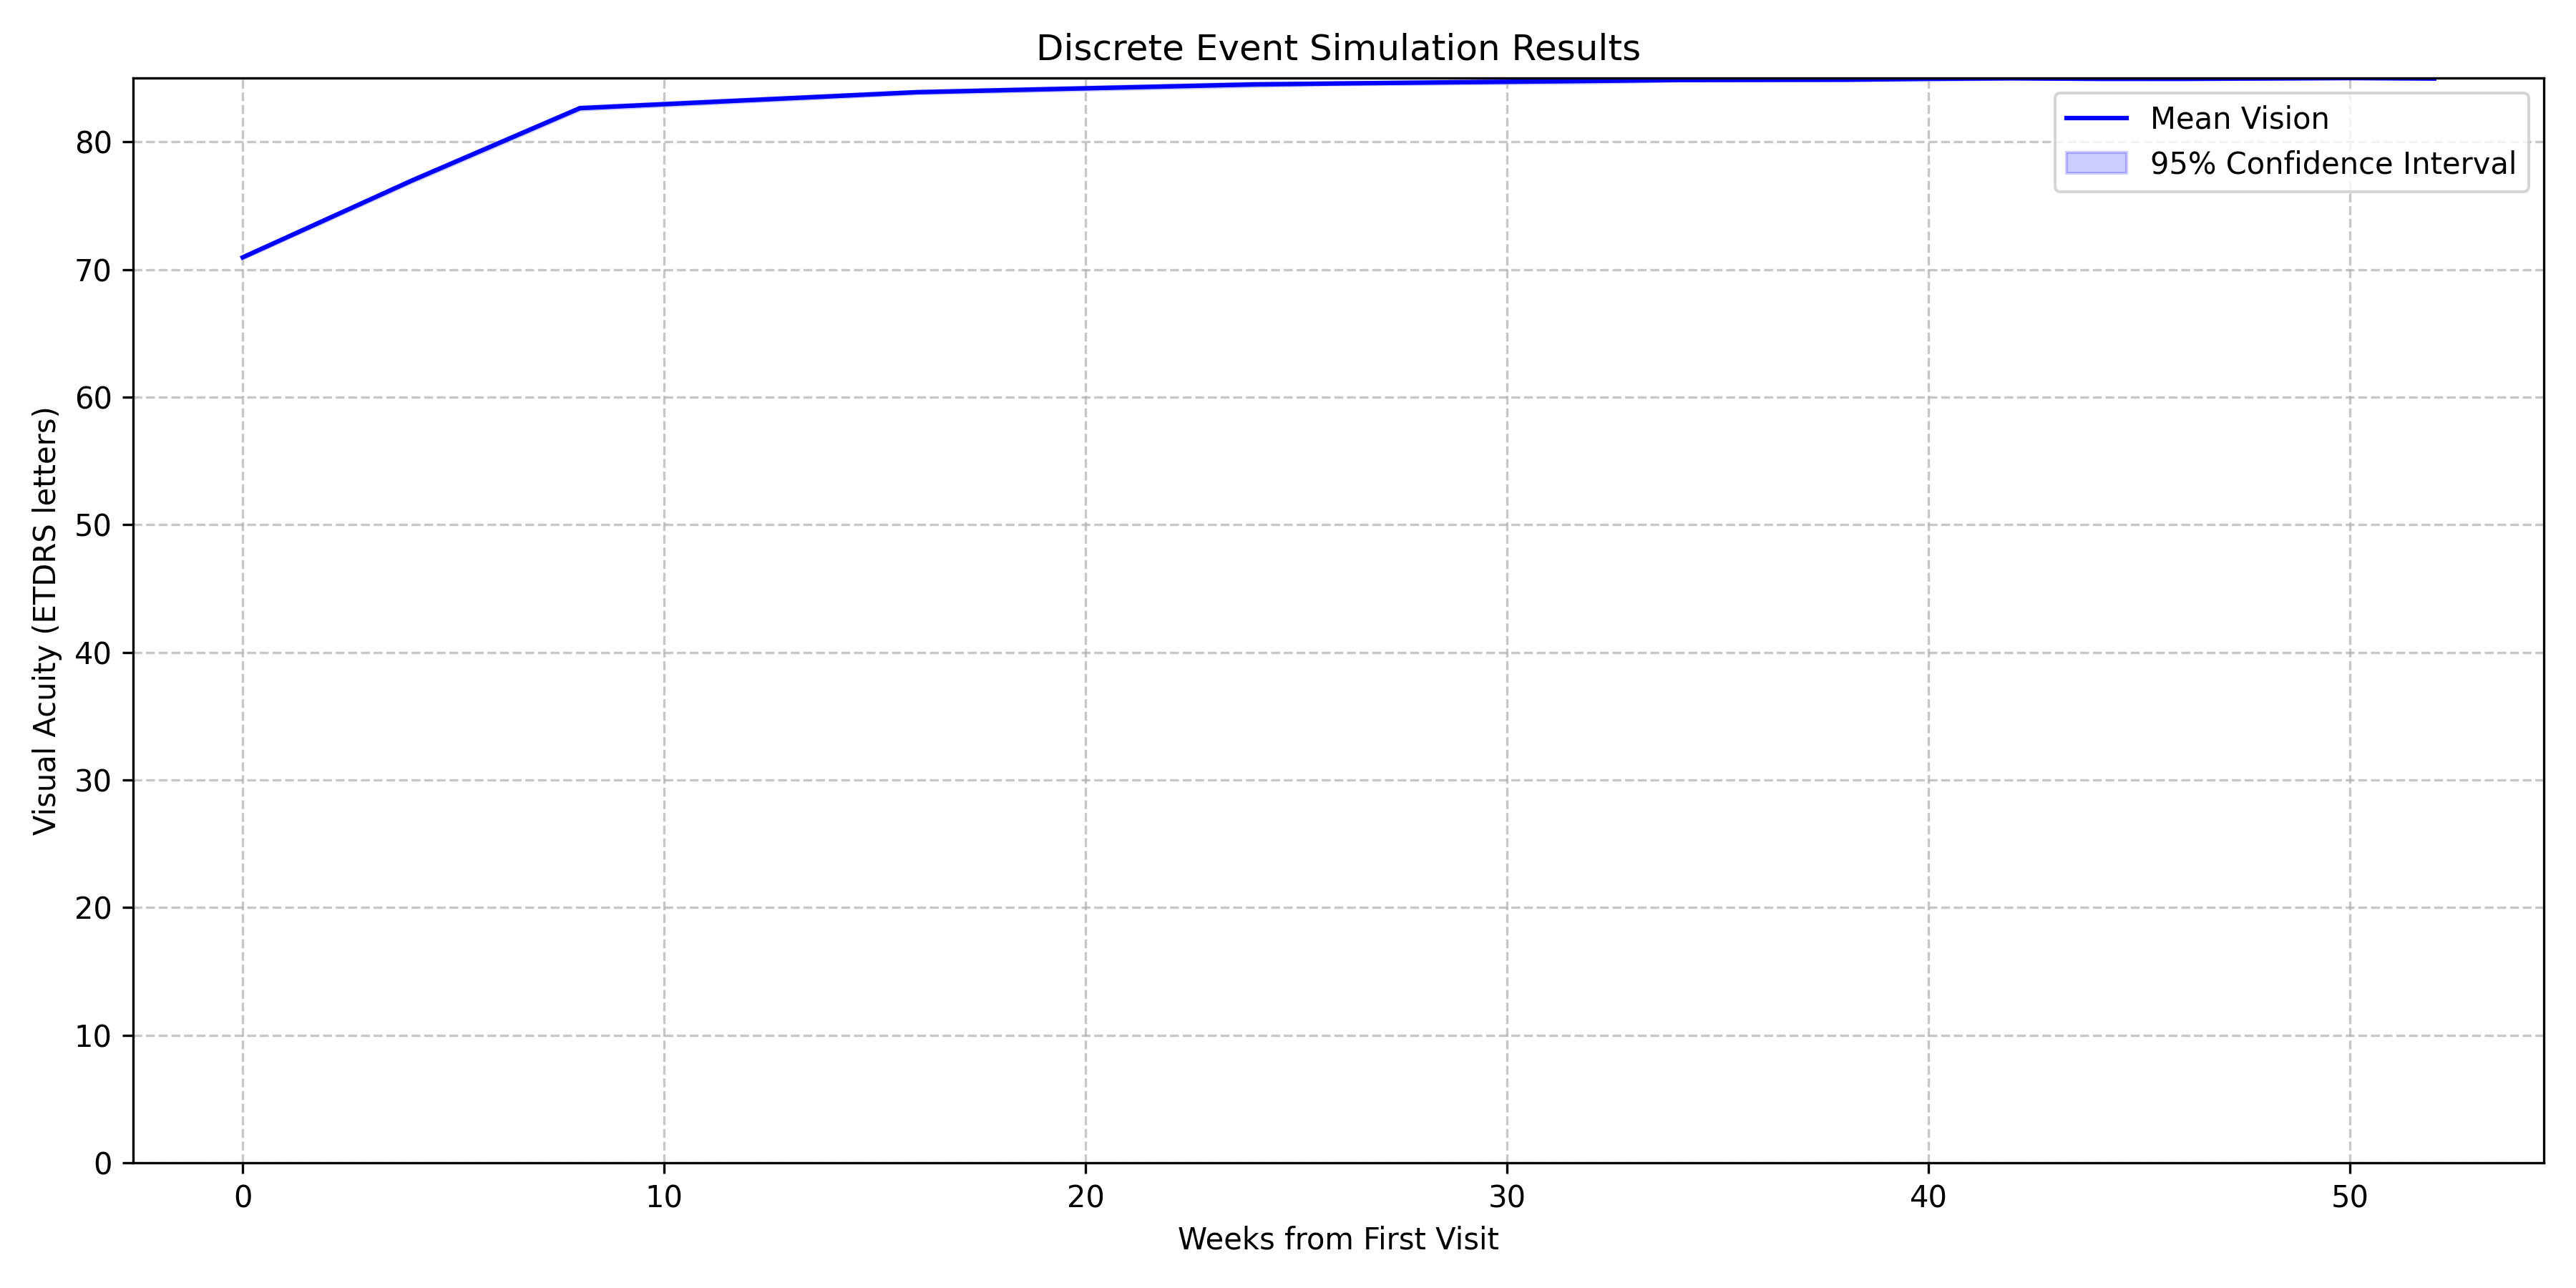 Discrete Event Simulation Results
Mean Vision
95% Confidence Interval
Visual Acuity (ETDRS letters)
80
70
60
50
40
30
20
10
0
0 10 20 30 40 50
Weeks from First Visit